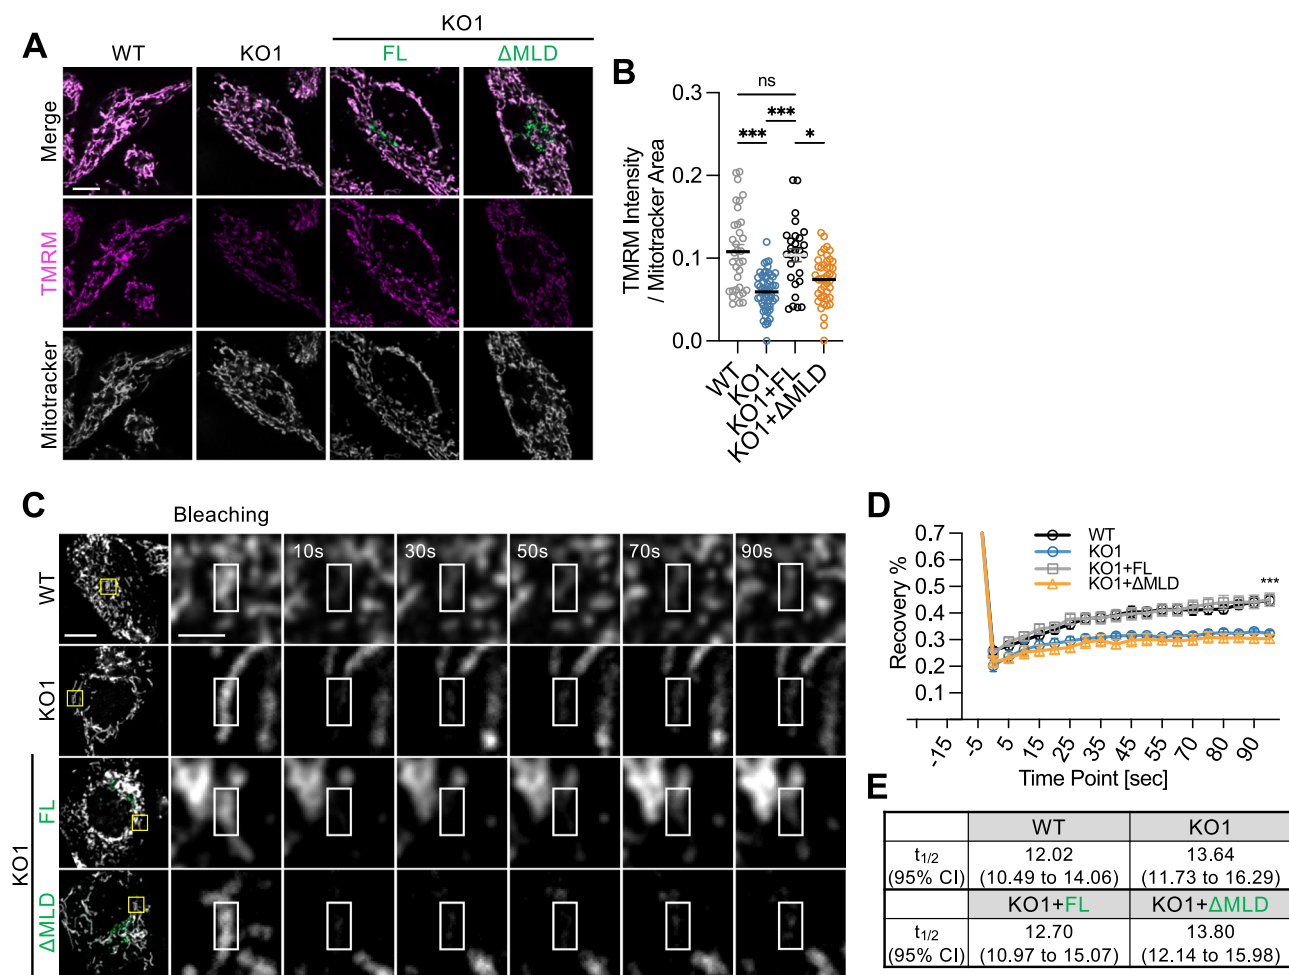 A
KO1
WT
KO1
FL
ΔMLD
Merge
TMRM
Mitotracker
B
TMRM Intensity
/ Mitotracker Area
0.3
0.2
0.1
0.0
ns
***
***
*
WT
KO1
KO1+FL
KO1+ΔMLD
C
Bleaching
10s
30s
50s
70s
90s
WT
KO1
KO1
FL
ΔMLD
D
Recovery %
0.7
0.6
0.5
0.4
0.3
0.2
0.1
WT
KO1
KO1+FL
KO1+ΔMLD
***
-15
-5
5
15
25
35
45
55
70
80
90
Time Point [sec]
E
WT KO1
t1/2 12.02 13.64
(95% CI) (10.49 to 14.06) (11.73 to 16.29)
KO1+FL KO1+ΔMLD
t1/2 12.70 13.80
(95% CI) (10.97 to 15.07) (12.14 to 15.98)